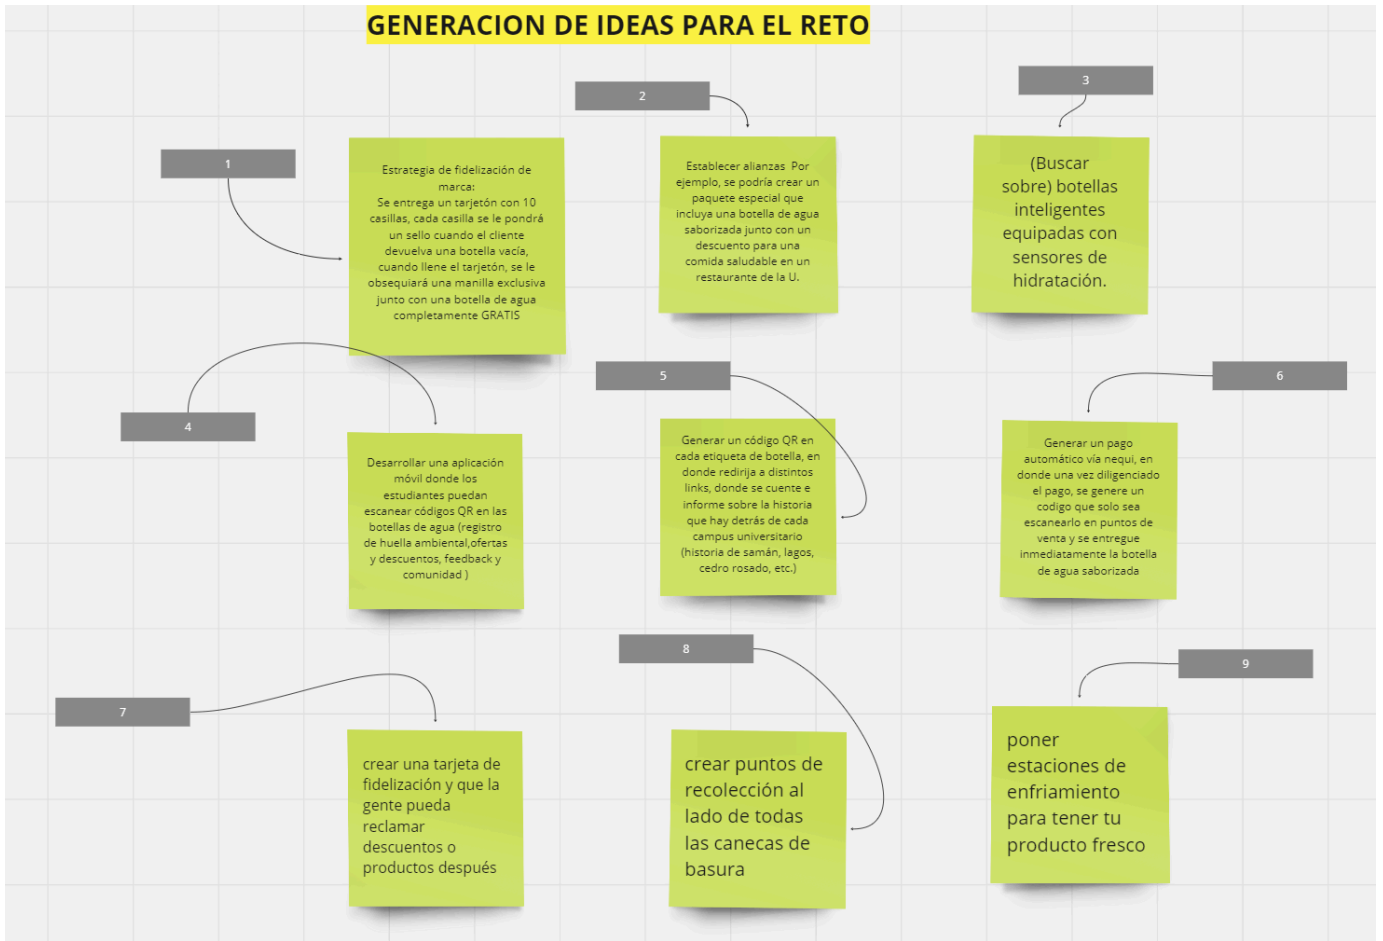 GENERACION DE IDEAS PARA EL RETO
1
Estrategia de fidelización de
marca:
Se entrega un tarjetón con 10
casillas, cada casilla se le pondrá
un sello cuando el cliente
devuelva una botella vacía,
cuando llene el tarjetón, se le
obsequiará una manilla exclusiva
junto con una botella de agua
completamente GRATIS
2
Establecer alianzas Por
ejemplo, se podría crear un
paquete especial que
incluya una botella de agua
saborizada junto con un
descuento para una
comida saludable en un
restaurante de la U.
3
(Buscar
sobre) botellas
inteligentes
equipadas con
sensores de
hidratación.
4
Desarrollar una aplicación
móvil donde los
estudiantes puedan
escanear códigos QR en las
botellas de agua (registro
de huella ambiental,ofertas
y descuentos, feedback y
comunidad )
5
Generar un código QR en
cada etiqueta de botella, en
donde redirija a distintos
links, donde se cuente e
informe sobre la historia
que hay detrás de cada
campus universitario
(historia de samán, lagos,
cedro rosado, etc.)
6
Generar un pago
automático vía nequi, en
donde una vez diligenciado
el pago, se genere un
codigo que solo sea
escanearlo en puntos de
venta y se entregue
inmediatamente la botella
de agua saborizada
7
crear una tarjeta de
fidelización y que la
gente pueda
reclamar
descuentos o
productos después
8
crear puntos de
recolección al
lado de todas
las canecas de
basura
9
poner
estaciones de
enfriamiento
para tener tu
producto fresco